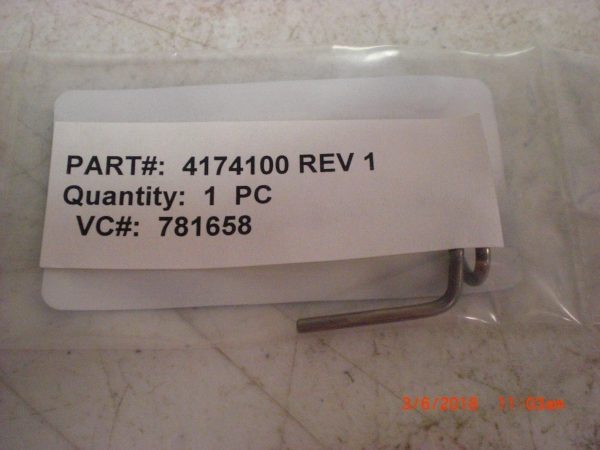 PART#: 4174100 REV 1
Quantity: 1 PC
VC#: 781658
3/6/2018 11:03am